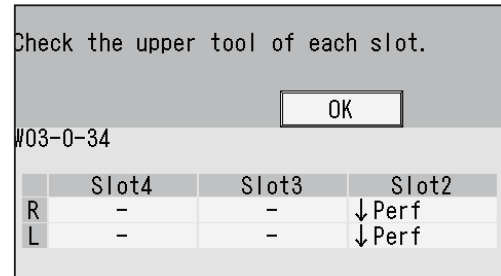 Check the upper tool of each slot.
OK
W03-0-34
Slot4 Slot3 Slot2
R - - ↓Perf
L - - ↓Perf